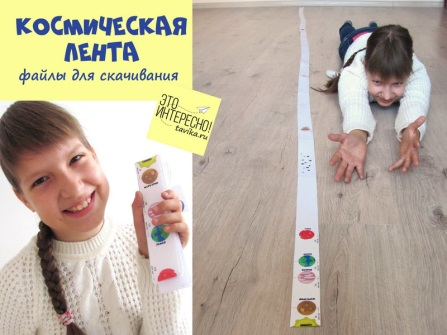 КОСМИЧЕСКАЯ
ЛЕНТА
файлы для скачивания
ЭТО
ИНТЕРЕСНО!
tavika.ru